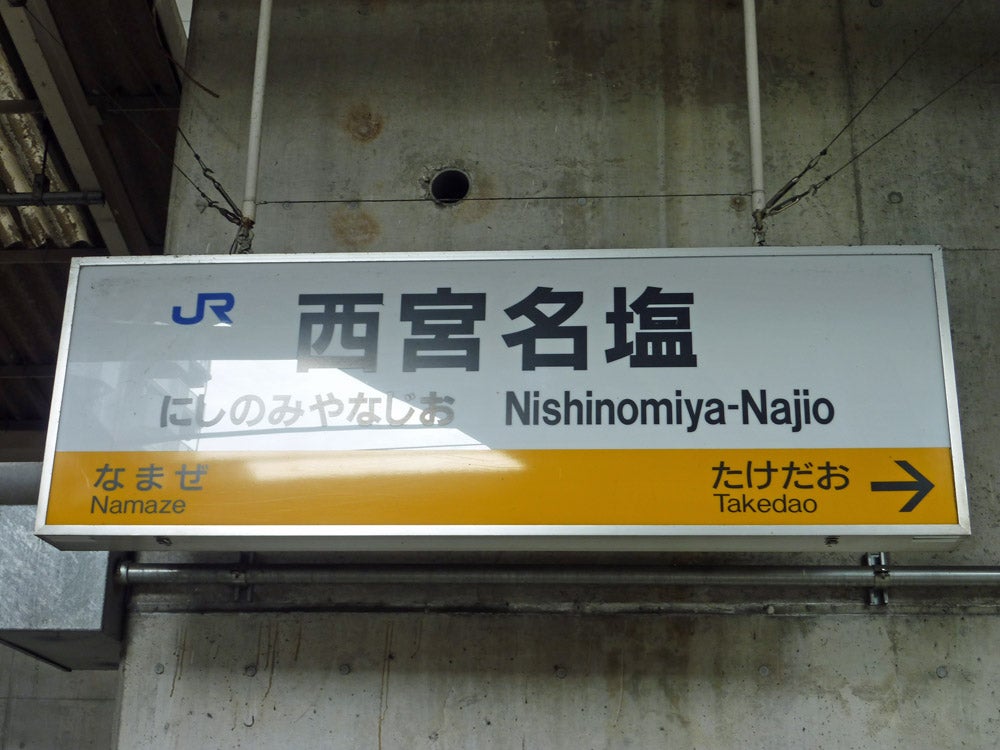 JR 西宮名塩
にしのみやなじお Nishinomiya-Najio
なまぜ たけだお
Namaze Takedao